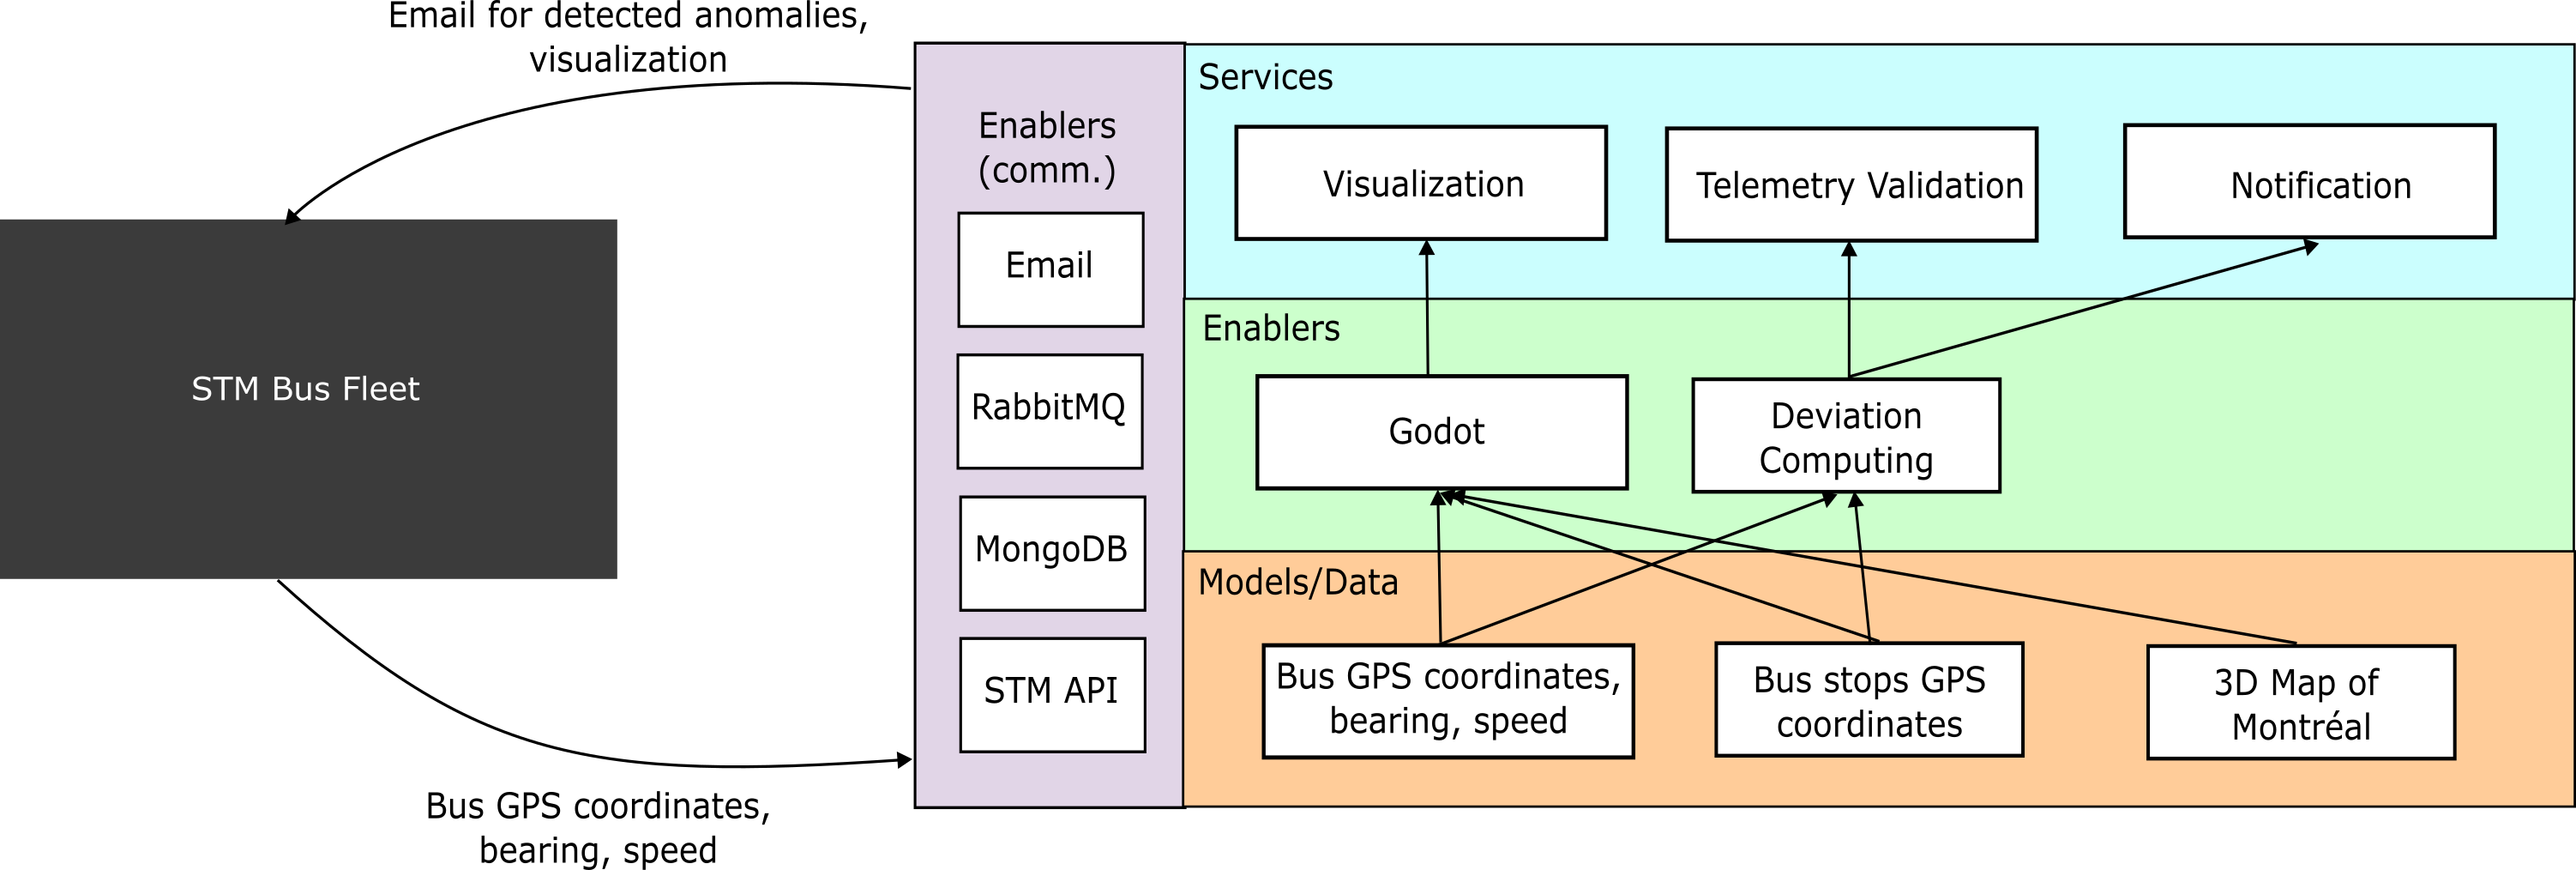 Email for detected anomalies,
visualization
STM Bus Fleet
Bus GPS coordinates,
bearing, speed
Enablers
(comm.)
Email
RabbitMQ
MongoDB
STM API
Services
Visualization
Telemetry Validation
Notification
Enablers
Godot
Deviation
Computing
Models/Data
Bus GPS coordinates,
bearing, speed
Bus stops GPS
coordinates
3D Map of
Montréal